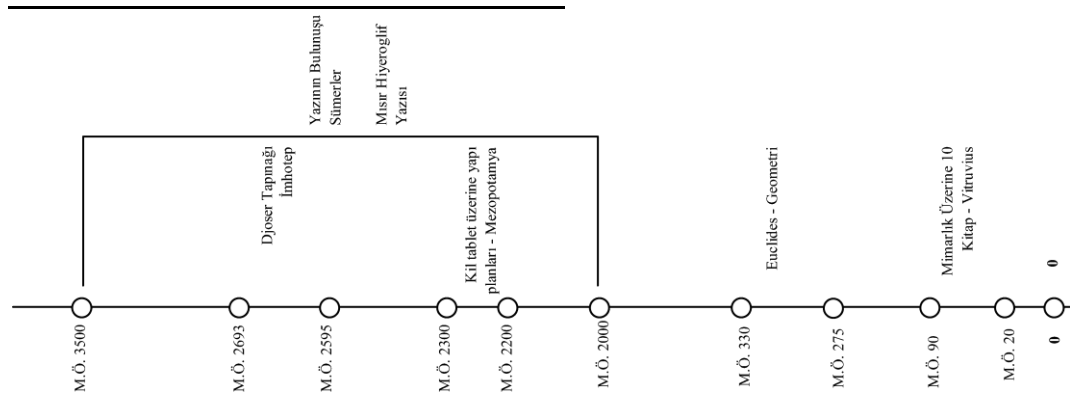 Yazının Bulunuşu
Sümerler
Mısır Hiyeroglif
Yazısı
Djoser Tapınağı
İmhotep
Kil tablet üzerine yapı
planları - Mezopotamya
Euclides - Geometri
Mimarlık Üzerine 10
Kitap - Vitruvius
0
M.Ö. 3500
M.Ö. 2693
M.Ö. 2595
M.Ö. 2300
M.Ö. 2200
M.Ö. 2000
M.Ö. 330
M.Ö. 275
M.Ö. 90
M.Ö. 20
0